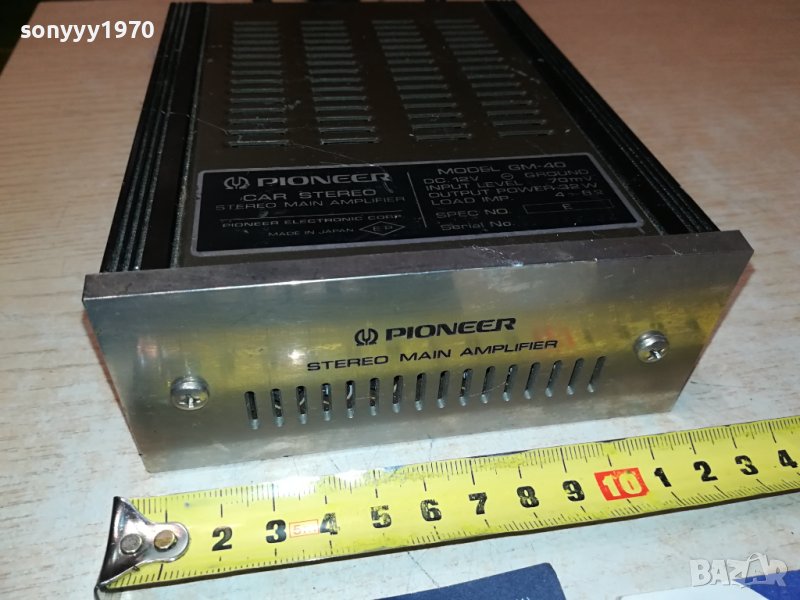 sonyyy1970
PIONEER
CAR STEREO
STEREO MAIN AMPLIFIER
PIONEER ELECTRONIC CORP.
MADE IN JAPAN
MODEL GM-40
DC 12V ⊖ GROUND
INPUT LEVEL
OUTPUT POWER 32W
LOAD IMP. 4~8Ω
SPEC NO. E
Serial No.
PIONEER
STEREO MAIN AMPLIFIER
2 3 4 5 6 7 8 9 10 1 2 3 4
BAZAR